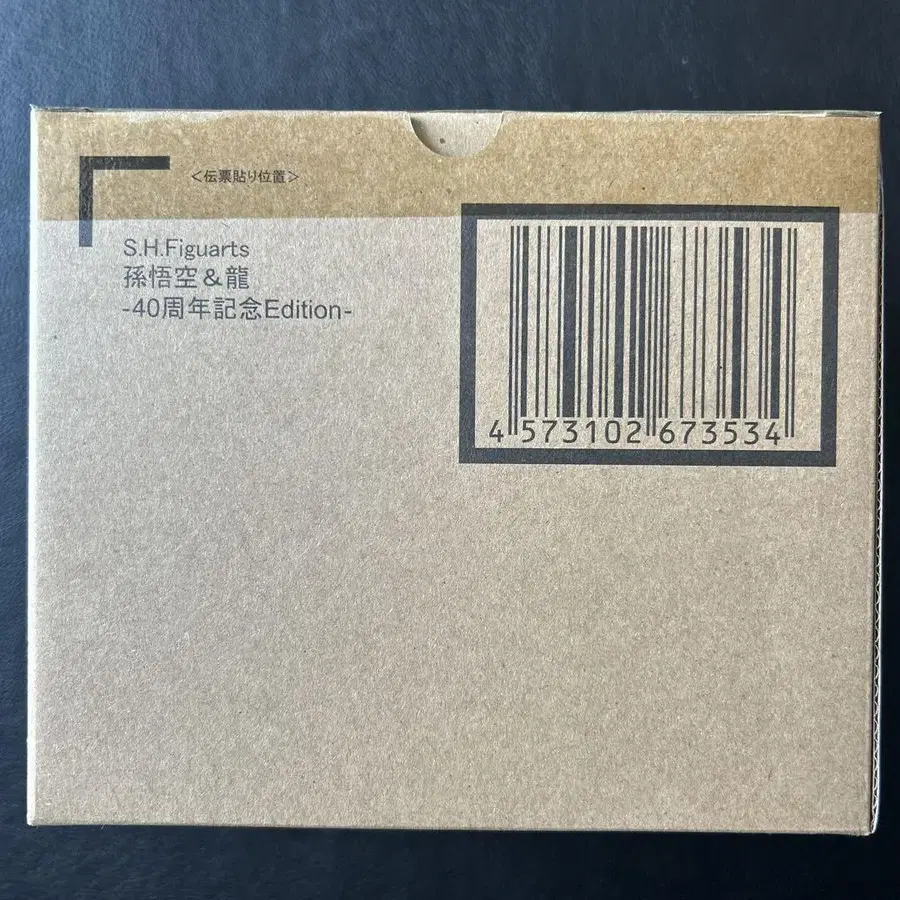 <伝票貼り位置>
S.H.Figuarts
孫悟空&龍
-40周年記念Edition-
4 573102 673534